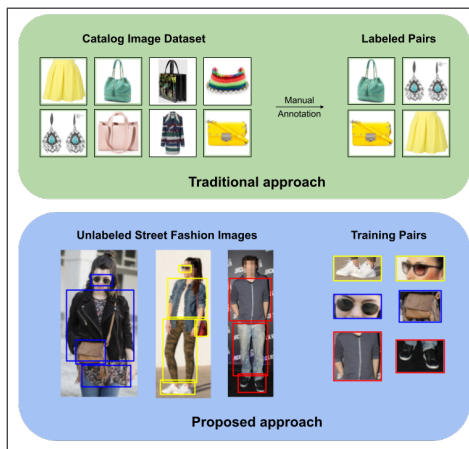 Catalog Image Dataset
Labeled Pairs
Manual
Annotation
Traditional approach
Unlabeled Street Fashion Images
Training Pairs
Proposed approach